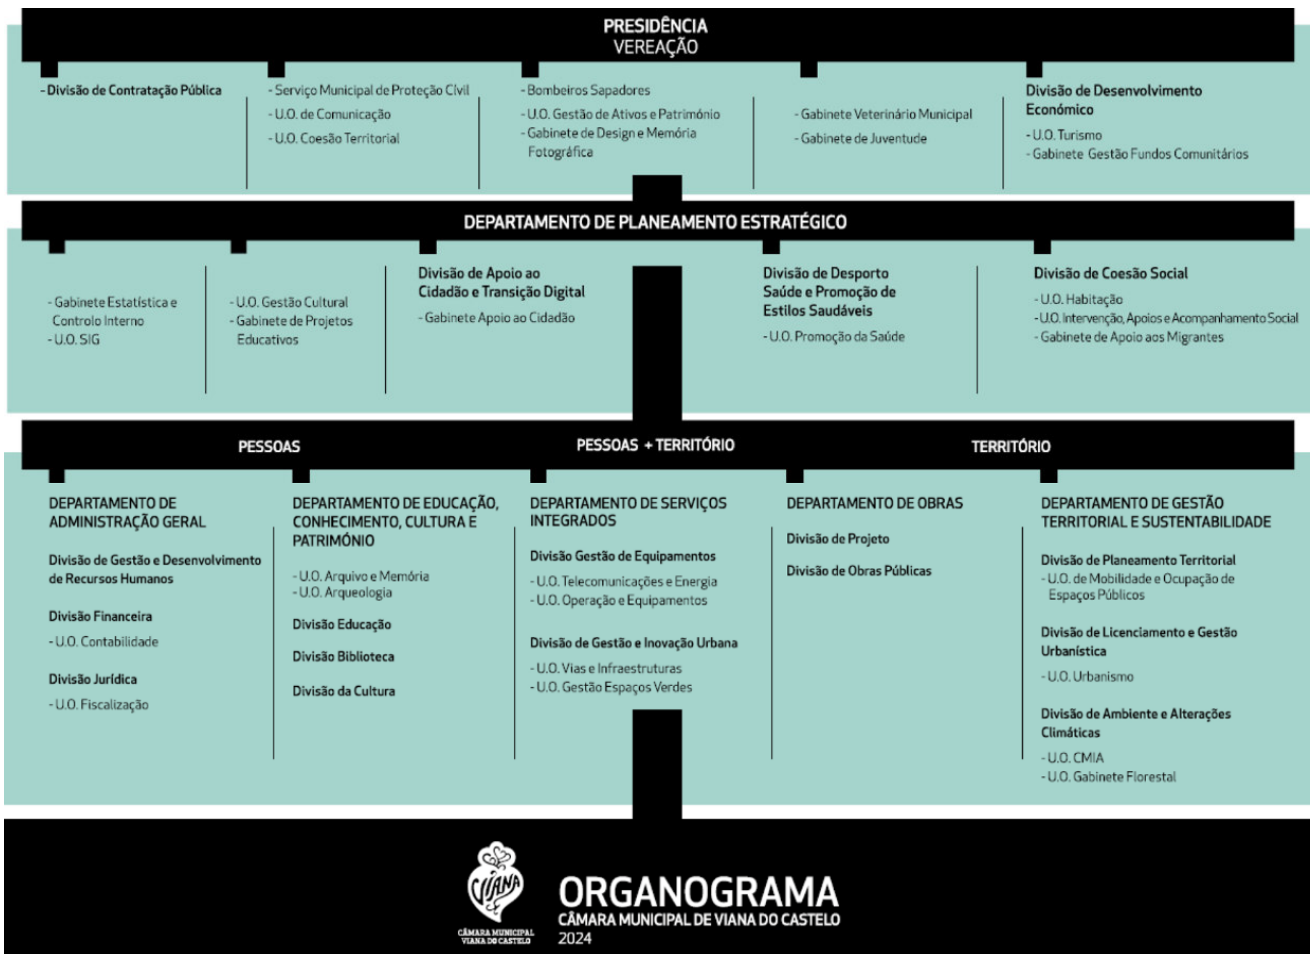 PRESIDÊNCIA
VEREAÇÃO
- Divisão de Contratação Pública
- Serviço Municipal de Proteção CIvil
- U.O. de Comunicação
- U.O. Coesão Territorial
- Bombeiros Sapadores
- U.O. Gestão de Ativos e Património
- Gabinete de Design e Memória
Fotográfica
- Gabinete Veterinário Municipal
- Gabinete de Juventude
Divisão de Desenvolvimento
Económico
- U.O. Turismo
- Gabinete Gestão Fundos Comunitários
DEPARTAMENTO DE PLANEAMENTO ESTRATÉGICO
- Gabinete Estatística e
Controlo Interno
- U.O. SIG
- U.O. Gestão Cultural
- Gabinete de Projetos
Educativos
Divisão de Apoio ao
Cidadão e Transição Digital
- Gabinete Apoio ao Cidadão
Divisão de Desporto
Saúde e Promoção de
Estilos Saudáveis
- U.O. Promoção da Saúde
Divisão de Coesão Social
- U.O. Habitação
- U.O. Intervenção, Apoios e Acompanhamento Social
- Gabinete de Apoio aos Migrantes
PESSOAS
PESSOAS + TERRITÓRIO
TERRITÓRIO
DEPARTAMENTO DE
ADMINISTRAÇÃO GERAL
Divisão de Gestão e Desenvolvimento
de Recursos Humanos
Divisão Financeira
- U.O. Contabilidade
Divisão Jurídica
- U.O. Fiscalização
DEPARTAMENTO DE EDUCAÇÃO,
CONHECIMENTO, CULTURA E
PATRIMÓNIO
- U.O. Arquivo e Memória
- U.O. Arqueologia
Divisão Educação
Divisão Biblioteca
Divisão da Cultura
DEPARTAMENTO DE SERVIÇOS
INTEGRADOS
Divisão Gestão de Equipamentos
- U.O. Telecomunicações e Energia
- U.O. Operação e Equipamentos
Divisão de Gestão e Inovação Urbana
- U.O. Vias e Infraestruturas
- U.O. Gestão Espaços Verdes
DEPARTAMENTO DE OBRAS
Divisão de Projeto
Divisão de Obras Públicas
DEPARTAMENTO DE GESTÃO
TERRITORIAL E SUSTENTABILIDADE
Divisão de Planeamento Territorial
- U.O. de Mobilidade e Ocupação de
Espaços Públicos
Divisão de Licenciamento e Gestão
Urbanística
- U.O. Urbanismo
Divisão de Ambiente e Alterações
Climáticas
- U.O. CMIA
- U.O. Gabinete Florestal
VIANA
CÂMARA MUNICIPAL
VIANA DO CASTELO
ORGANOGRAMA
CÂMARA MUNICIPAL DE VIANA DO CASTELO
2024